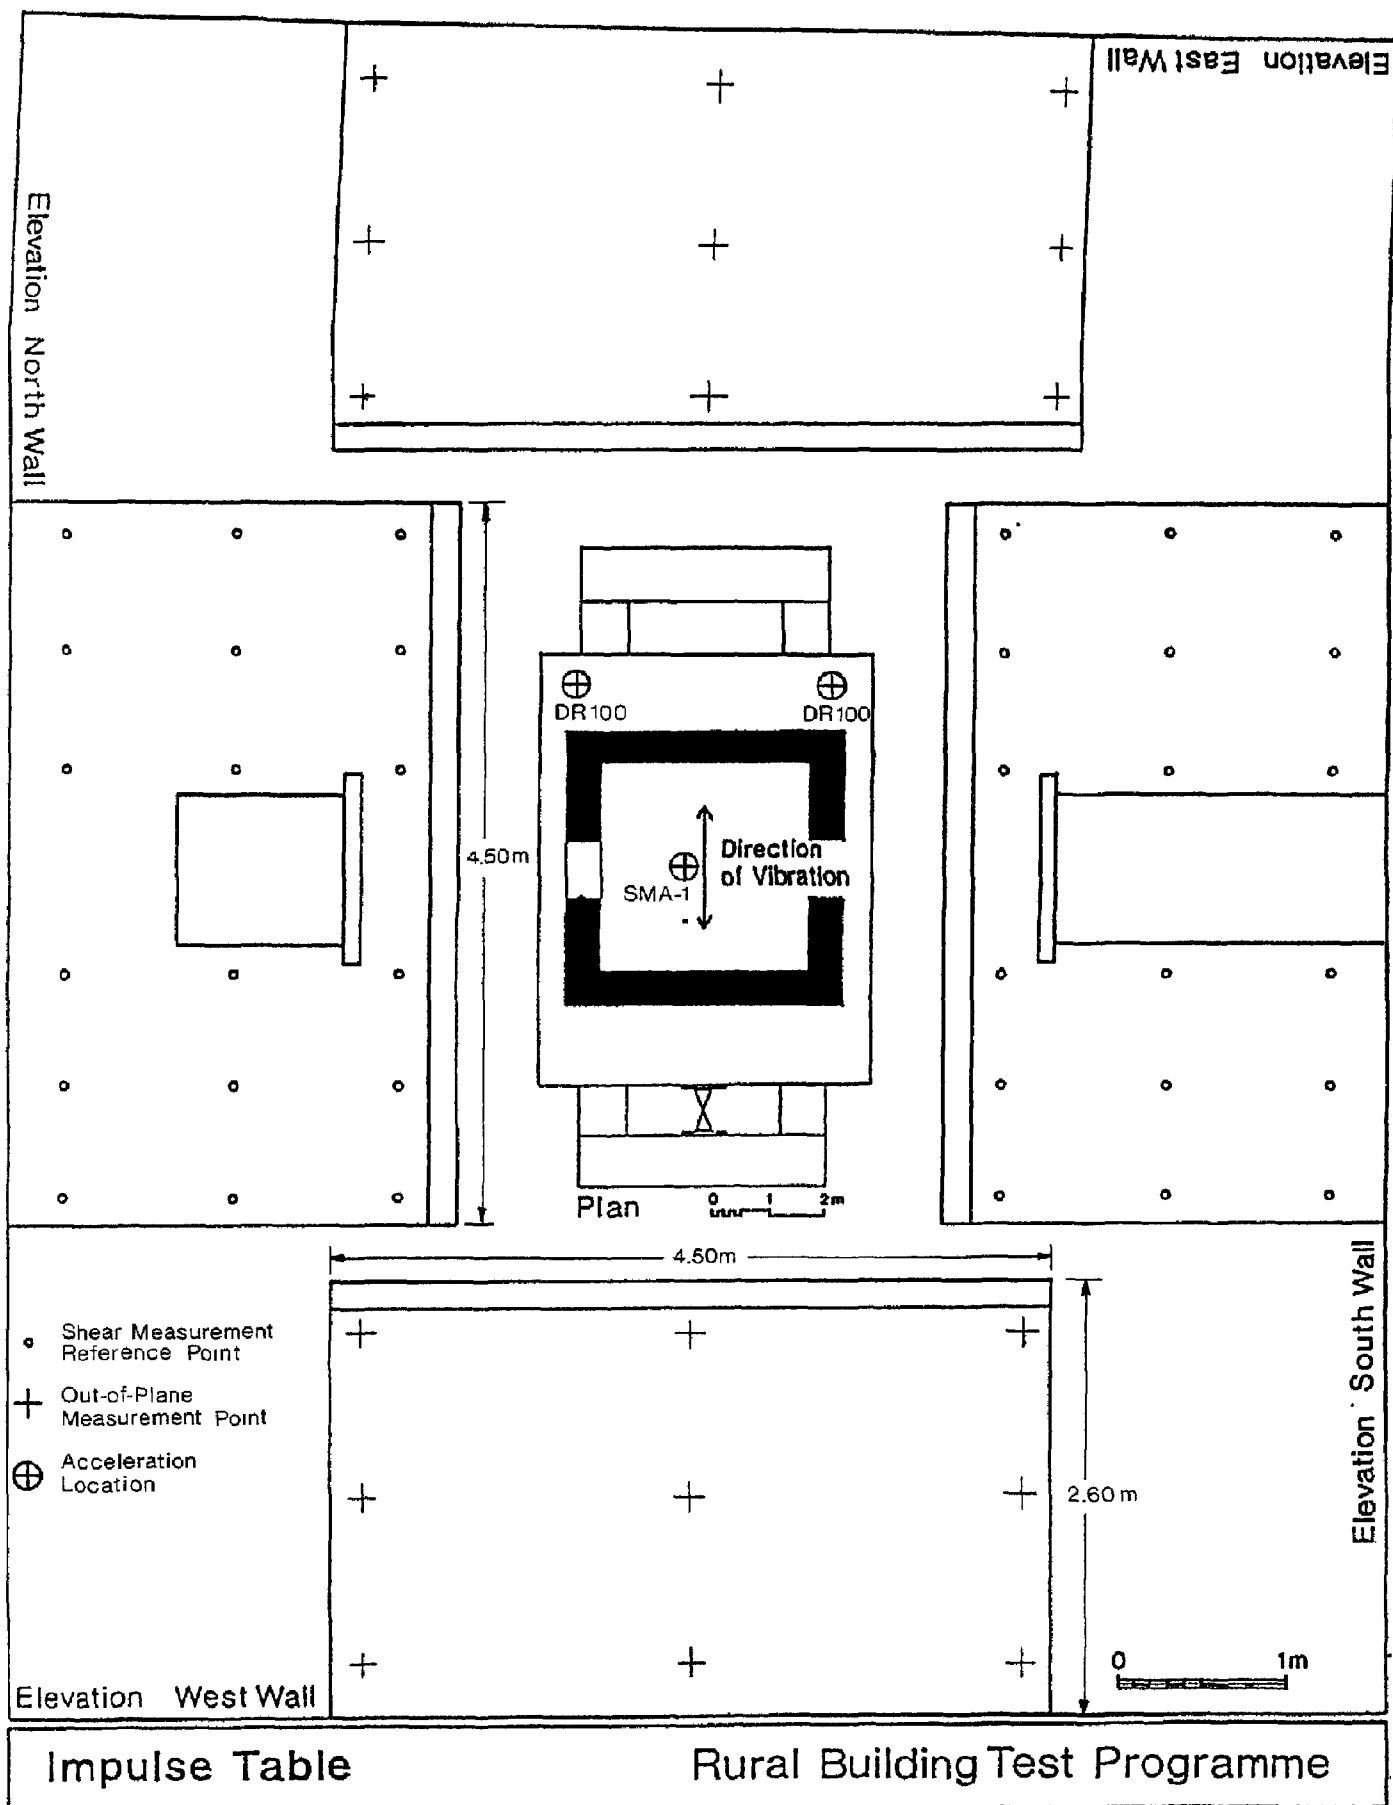 Elevation East Wall
Elevation North Wall
DR100
DR100
4.50m
Direction
of Vibration
SMA-1
Plan
0 1 2m
4.50m
Shear Measurement
Reference Point
Out-of-Plane
Measurement Point
Acceleration
Location
2.60m
Elevation South Wall
0 1m
Elevation West Wall
Impulse Table
Rural Building Test Programme